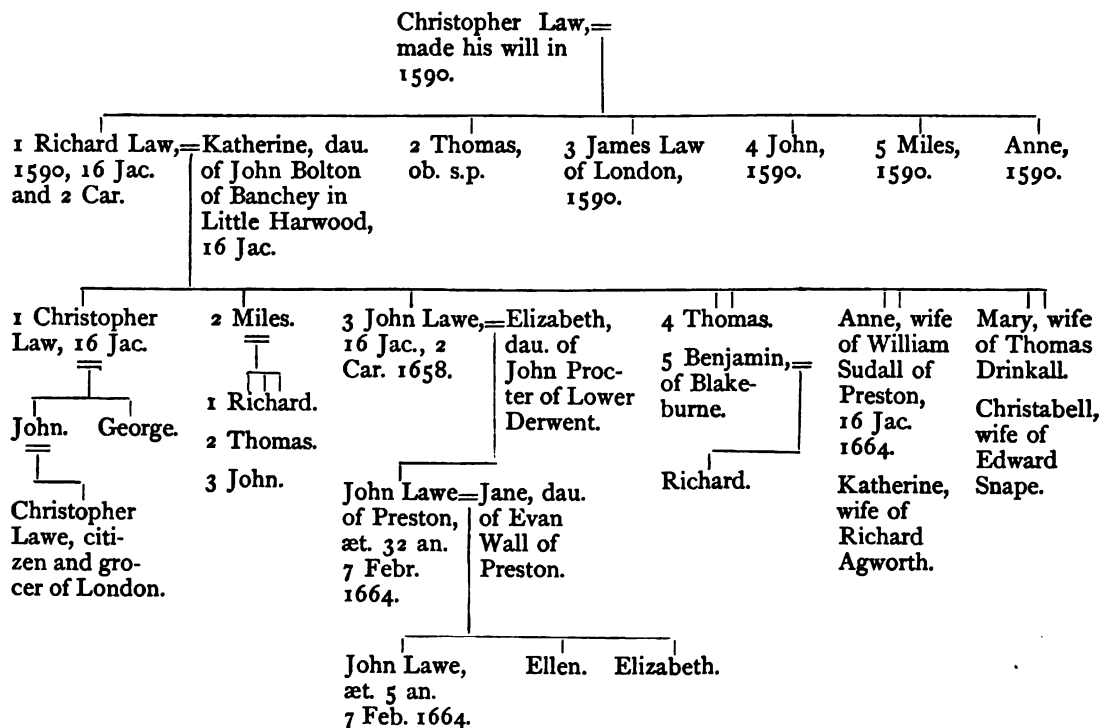 Christopher Law,=
made his will in
1590.
1 Richard Law,=
1590, 16 Jac.
and 2 Car.
Katherine, dau.
of John Bolton
of Banchey in
Little Harwood,
16 Jac.
2 Thomas,
ob. s.p.
3 James Law
of London,
1590.
4 John,
1590.
5 Miles,
1590.
Anne,
1590.
1 Christopher
Law, 16 Jac.
=
John.
=
George.
Christopher
Lawe, citi-
zen and gro-
cer of London.
2 Miles.
=
1 Richard.
2 Thomas.
3 John.
3 John Lawe,=
16 Jac., 2
Car. 1658.
Elizabeth,
dau. of
John Proc-
ter of Lower
Derwent.
John Lawe=
of Preston,
æt. 32 an.
7 Febr.
1664.
Jane, dau.
of Evan
Wall of
Preston.
John Lawe,
æt. 5 an.
7 Feb. 1664.
Ellen.
Elizabeth.
4 Thomas.
5 Benjamin,=
of Blake-
burne.
Richard.
Anne, wife
of William
Sudall of
Preston,
16 Jac.
1664.
Katherine,
wife of
Richard
Agworth.
Mary, wife
of Thomas
Drinkall.
Christabell,
wife of
Edward
Snape.